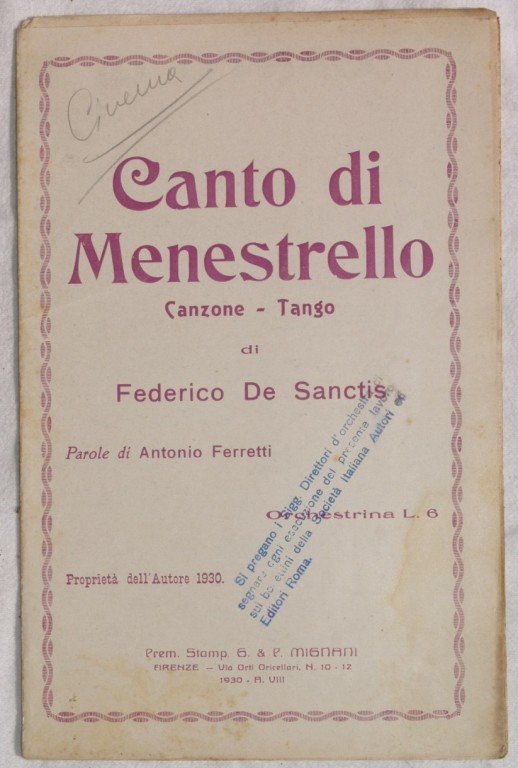 Cinema
Canto di
Menestrello
Canzone - Tango
di
Federico De Sanctis
Parole di Antonio Ferretti
Orchestrina L. 6
Si pregano i Sigg. Direttori d'orchestra di
segnare ogni esecuzione del presente lavoro
sui bollettini della Società Italiana Autori ed
Editori Roma.
Proprietà dell'Autore 1930.
Prem. Stamp. G. & P. MIGNANI
FIRENZE — Via Orti Oricellari, N. 10 - 12
1930 - A. VIII